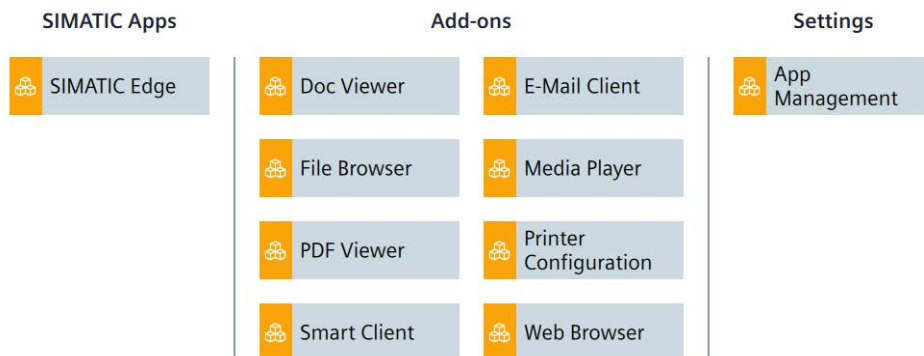 SIMATIC Apps
Add-ons
Settings
SIMATIC Edge
Doc Viewer
E-Mail Client
App
Management
File Browser
Media Player
PDF Viewer
Printer
Configuration
Smart Client
Web Browser